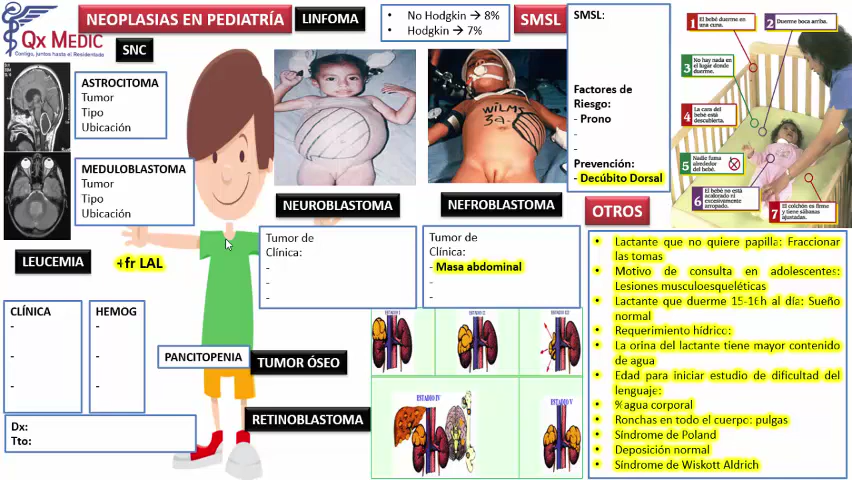 NEOPLASIAS EN PEDIATRÍA
LINFOMA
• No Hodgkin → 8%
• Hodgkin → 7%
SMSL
Qx MEDIC
Contigo, juntos hasta el Residentado
SNC
ASTROCITOMA
Tumor
Tipo
Ubicación
MEDULOBLASTOMA
Tumor
Tipo
Ubicación
LEUCEMIA
+fr LAL
CLÍNICA
-
-
-
HEMOG
-
-
-
PANCITOPENIA
Dx:
Tto:
WILMS
3a-
NEUROBLASTOMA
NEFROBLASTOMA
Tumor de
Clínica:
-
-
-
Tumor de
Clínica:
- Masa abdominal
-
-
TUMOR ÓSEO
RETINOBLASTOMA
ESTADIO I
ESTADIO IV
ESTADIO V
SMSL:
Factores de
Riesgo:
- Prono
-
-
Prevención:
- Decúbito Dorsal
1 El bebé duerme en
una cuna.
2 Duerme boca arriba.
3 No hay nada en
el lugar donde
duerme.
4 La cara del
bebé está
descubierta.
5 Nadie fuma
alrededor
del bebé.
6 El bebé no está
acalorado ni
excesivamente
arropado.
7 El colchón es firme
y tiene sábanas
ajustadas.
OTROS
• Lactante que no quiere papilla: Fraccionar
las tomas
• Motivo de consulta en adolescentes:
Lesiones musculoesqueléticas
• Lactante que duerme 15-16h al día: Sueño
normal
• Requerimiento hídrico:
• La orina del lactante tiene mayor contenido
de agua
• Edad para iniciar estudio de dificultad del
lenguaje:
• %agua corporal
• Ronchas en todo el cuerpo: pulgas
• Síndrome de Poland
• Deposición normal
• Síndrome de Wiskott Aldrich